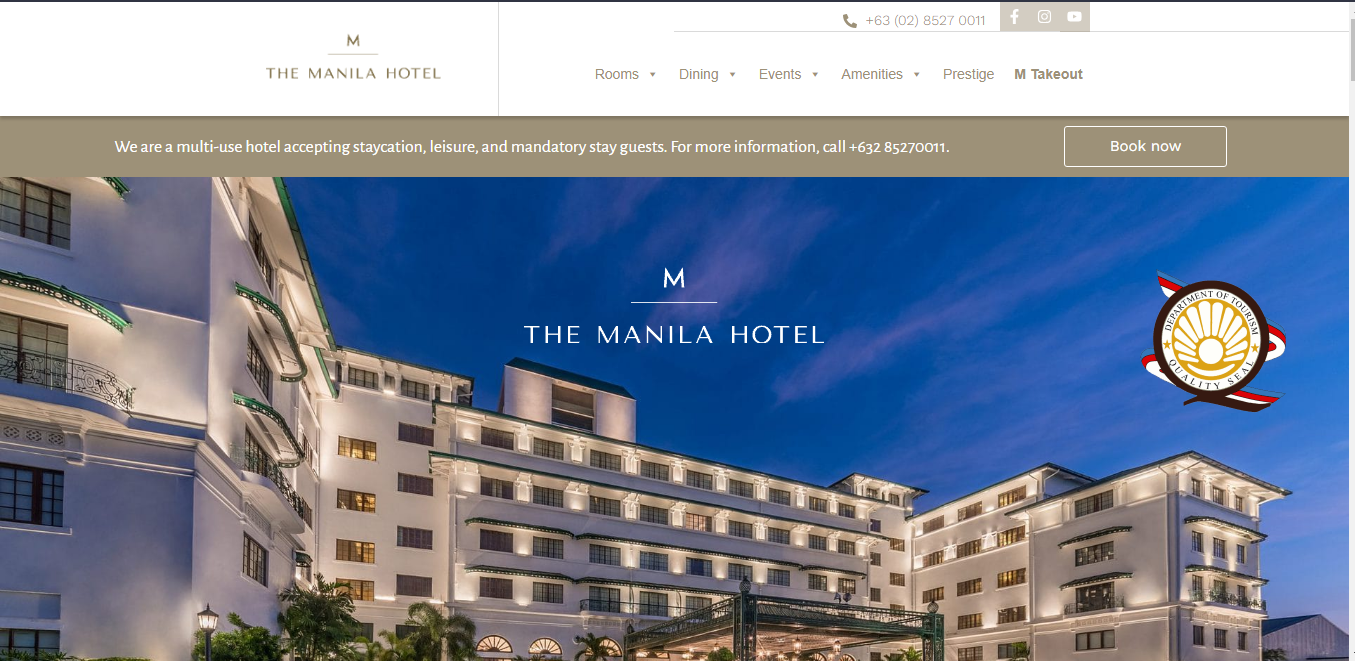 +63 (02) 8527 0011
M
THE MANILA HOTEL
Rooms Dining Events Amenities Prestige M Takeout
We are a multi-use hotel accepting staycation, leisure, and mandatory stay guests. For more information, call +632 85270011.
Book now
M
THE MANILA HOTEL
DEPARTMENT OF TOURISM
QUALITY SEAL